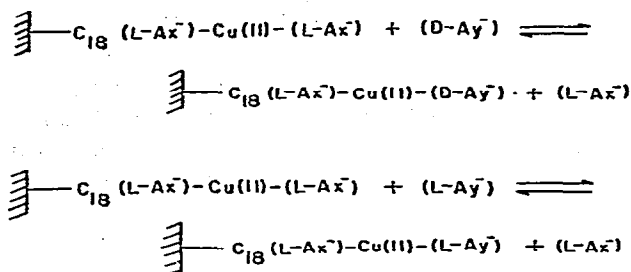 C18 (L-Ax⁻)-Cu(II)-(L-Ax⁻) + (D-Ay⁻) ⇌
C18 (L-Ax⁻)-Cu(II)-(D-Ay⁻) + (L-Ax⁻)
C18 (L-Ax⁻)-Cu(II)-(L-Ax⁻) + (L-Ay⁻) ⇌
C18 (L-Ax⁻)-Cu(II)-(L-Ay⁻) + (L-Ax⁻)